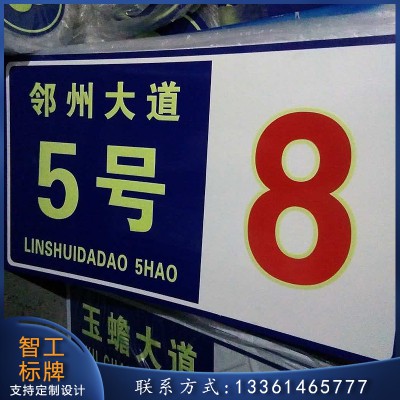 邻州大道
5号
LINSHUIDADAO 5HAO
8
玉蟾大道
智工
标牌
支持定制设计
联系方式:13361465777